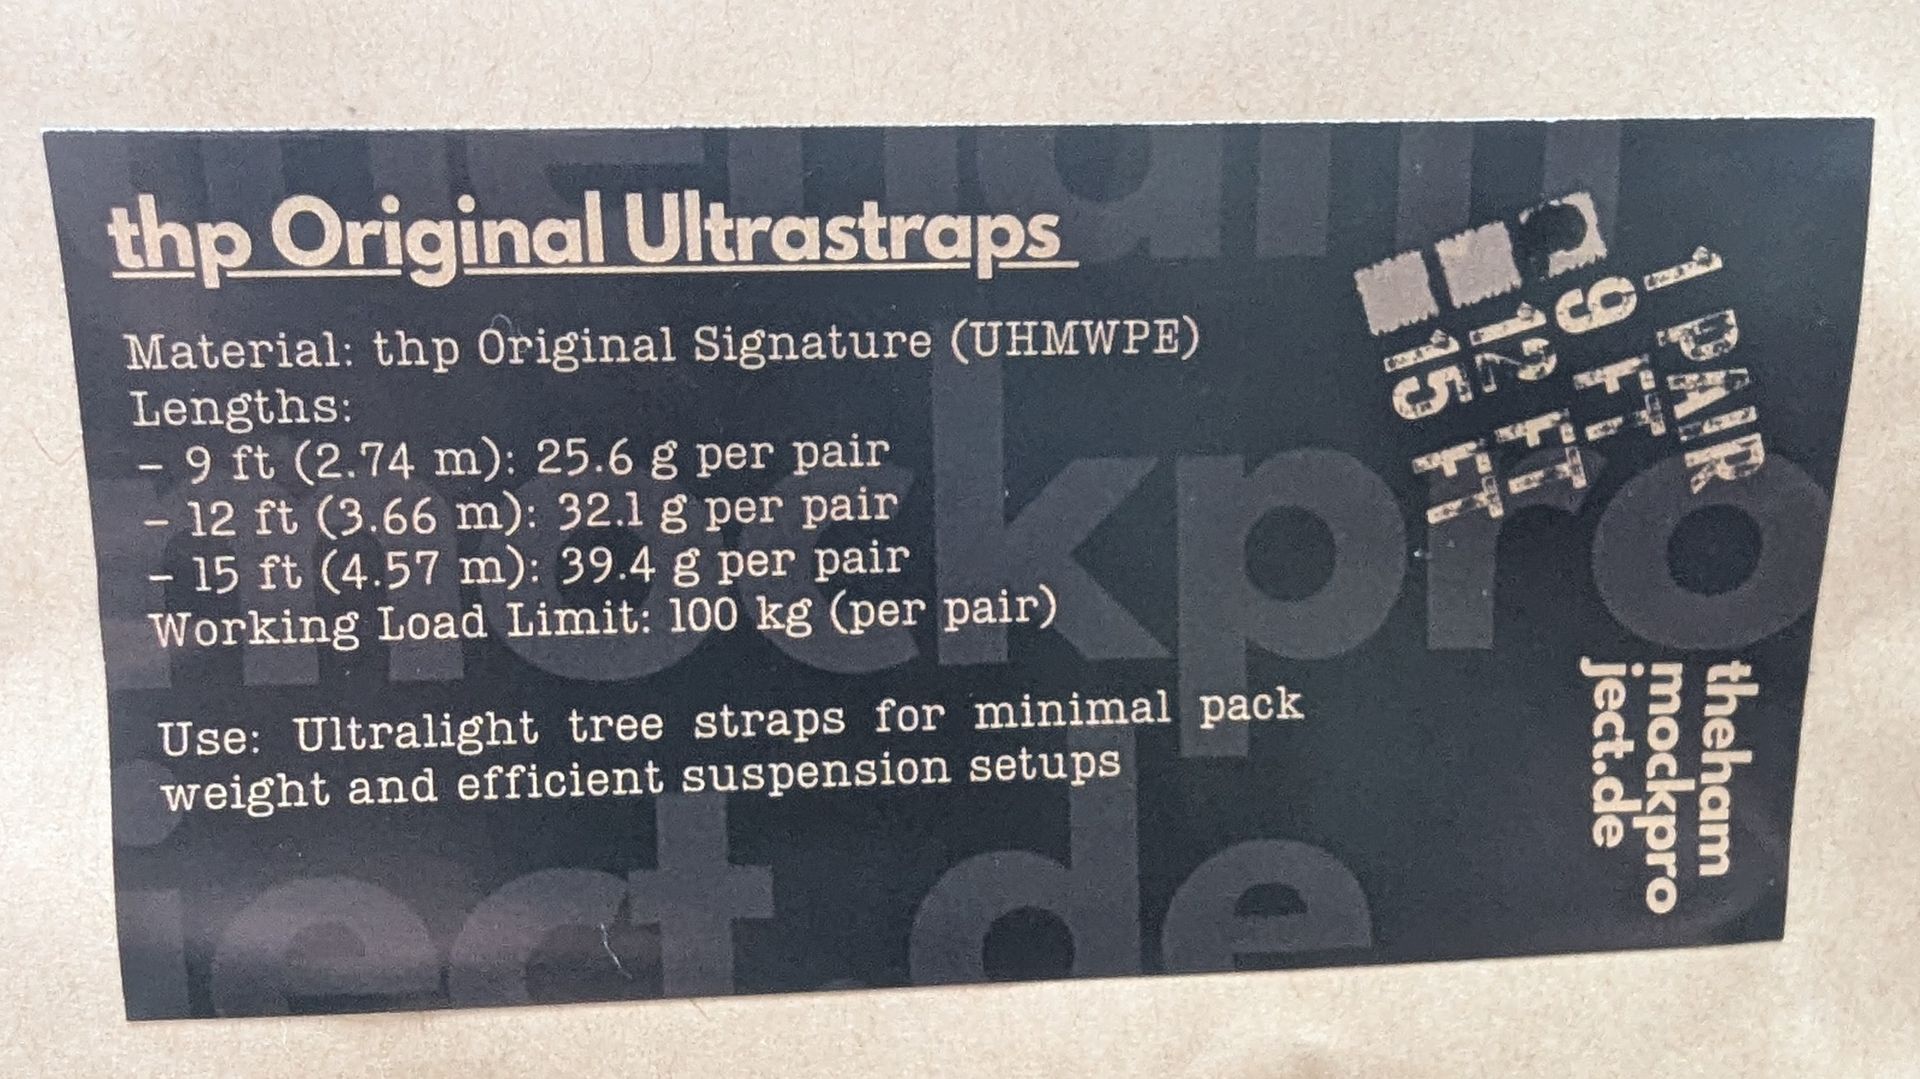 thp Original Ultrastraps
Material: thp Original Signature (UHMWPE)
Lengths:
– 9 ft (2.74 m): 25.6 g per pair
– 12 ft (3.66 m): 32.1 g per pair
– 15 ft (4.57 m): 39.4 g per pair
Working Load Limit: 100 kg (per pair)
Use: Ultralight tree straps for minimal pack
weight and efficient suspension setups
1 PAIR
9 FT
12 FT
15 FT
theham
mockpro
ject.de
mockpro
ject.de